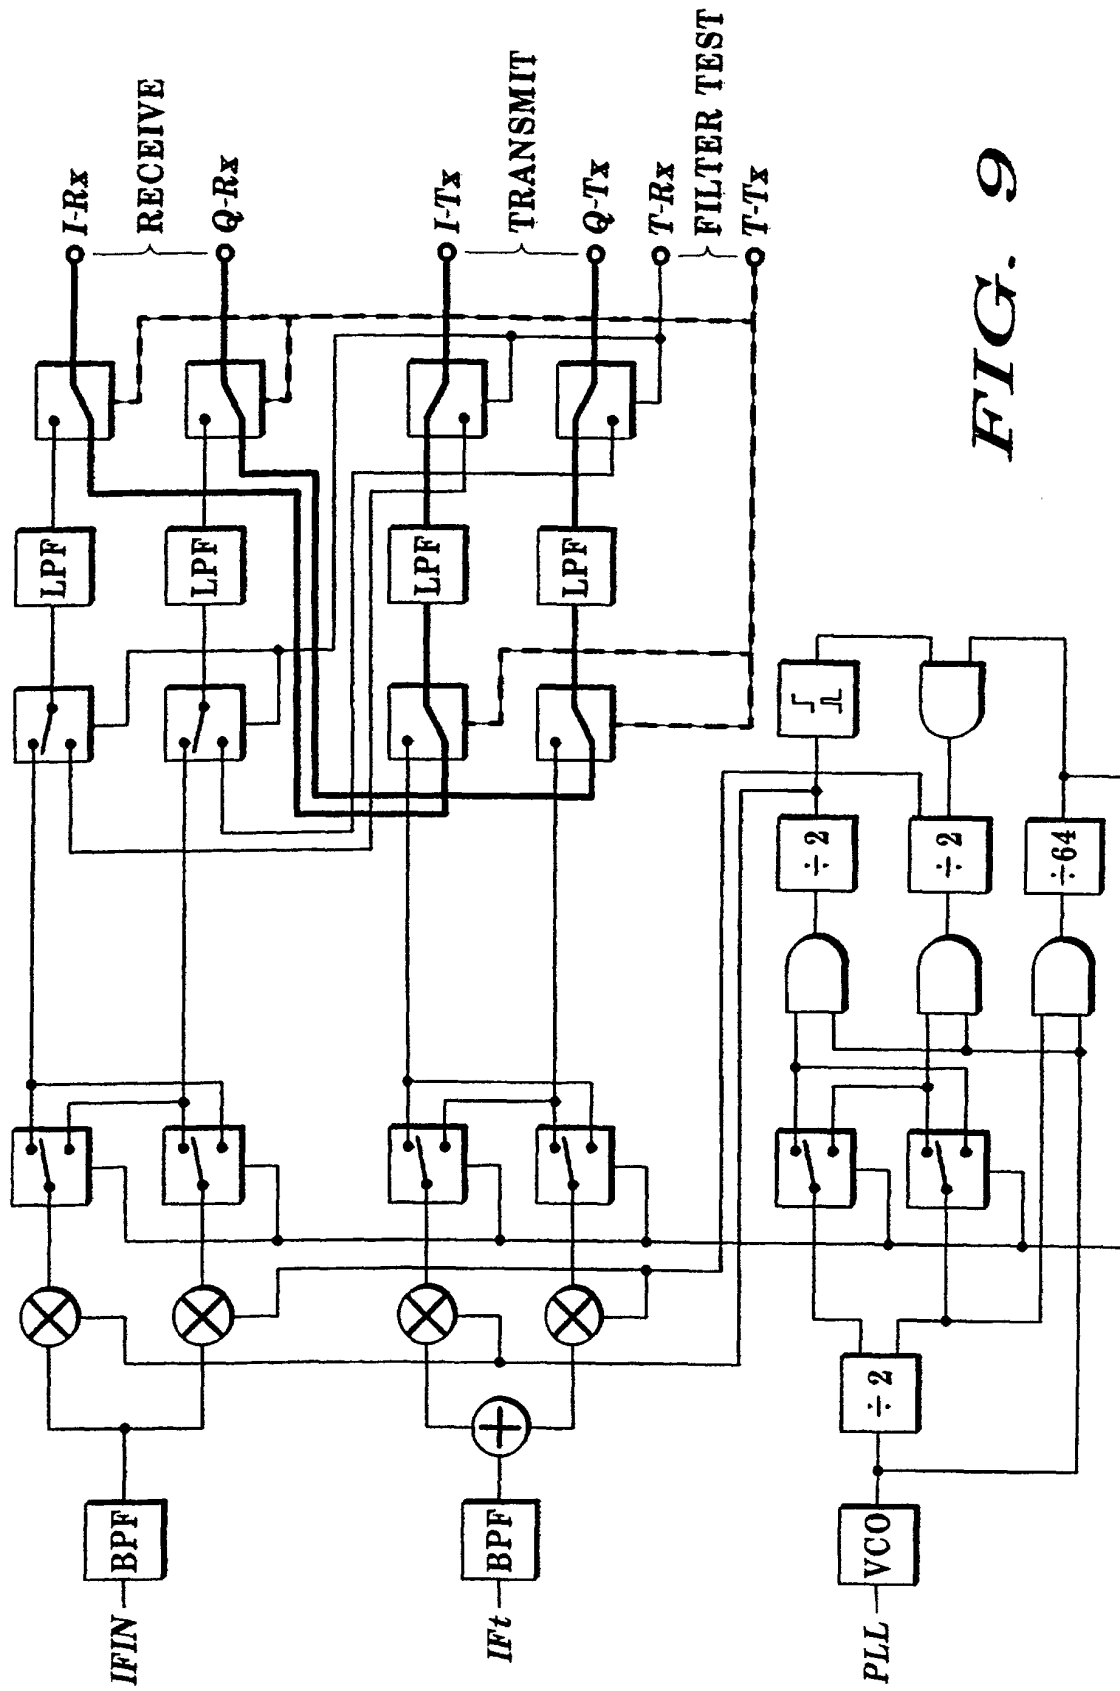 I-Rx
RECEIVE
Q-Rx
I-Tx
TRANSMIT
Q-Tx
T-Rx
FILTER TEST
T-Tx
LPF
LPF
LPF
LPF
÷2
÷2
÷64
÷2
BPF
IFIN
BPF
IFt
VCO
PLL
FIG. 9